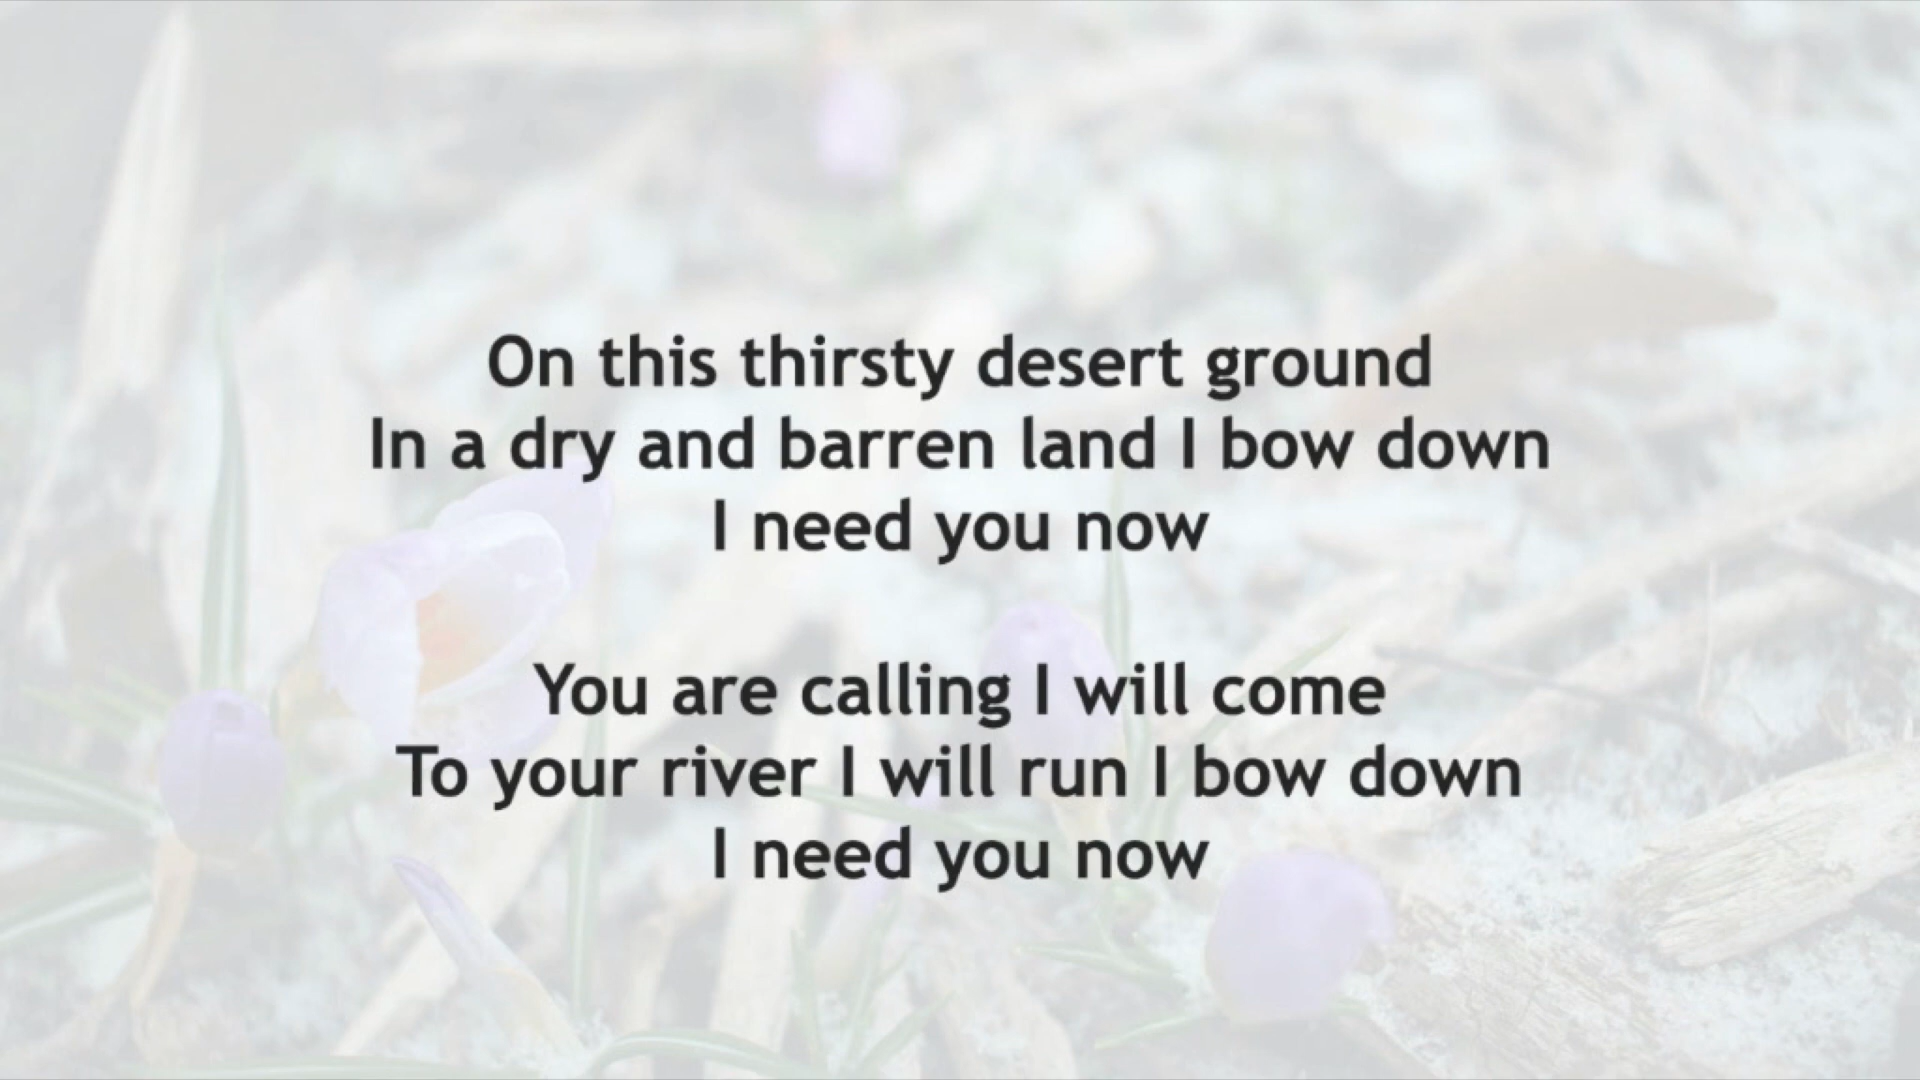 On this thirsty desert ground
In a dry and barren land I bow down
I need you now
You are calling I will come
To your river I will run I bow down
I need you now